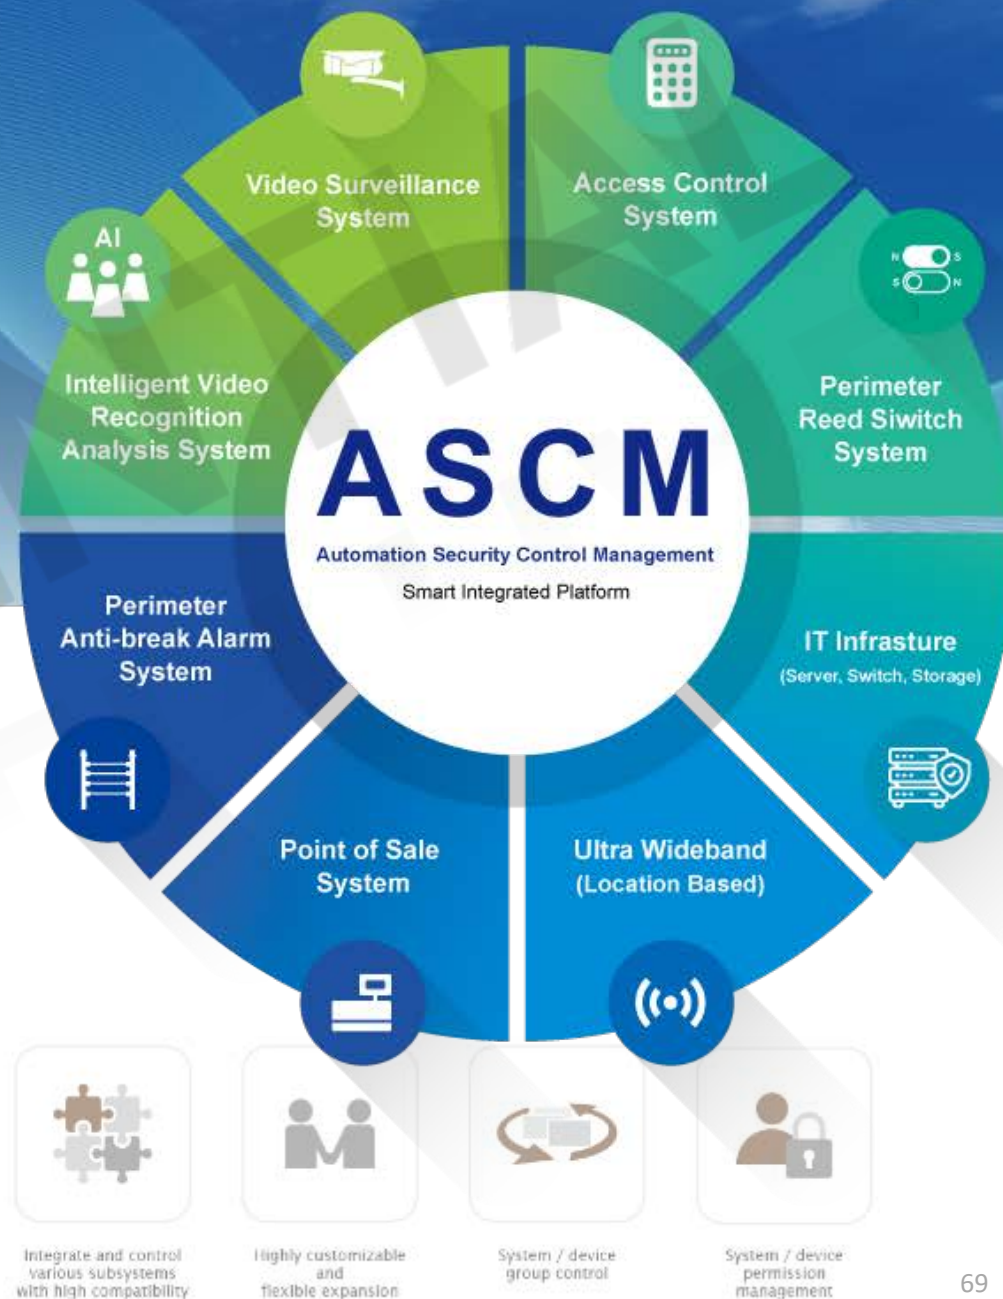 Video Surveillance
System
Access Control
System
AI
Intelligent Video
Recognition
Analysis System
N S
S N
Perimeter
Reed Siwitch
System
ASCM
Automation Security Control Management
Smart Integrated Platform
Perimeter
Anti-break Alarm
System
IT Infrasture
(Server, Switch, Storage)
Point of Sale
System
Ultra Wideband
(Location Based)
Integrate and control
various subsystems
with high compatibility
Highly customizable
and
flexible expansion
System / device
group control
System / device
permission
management
69